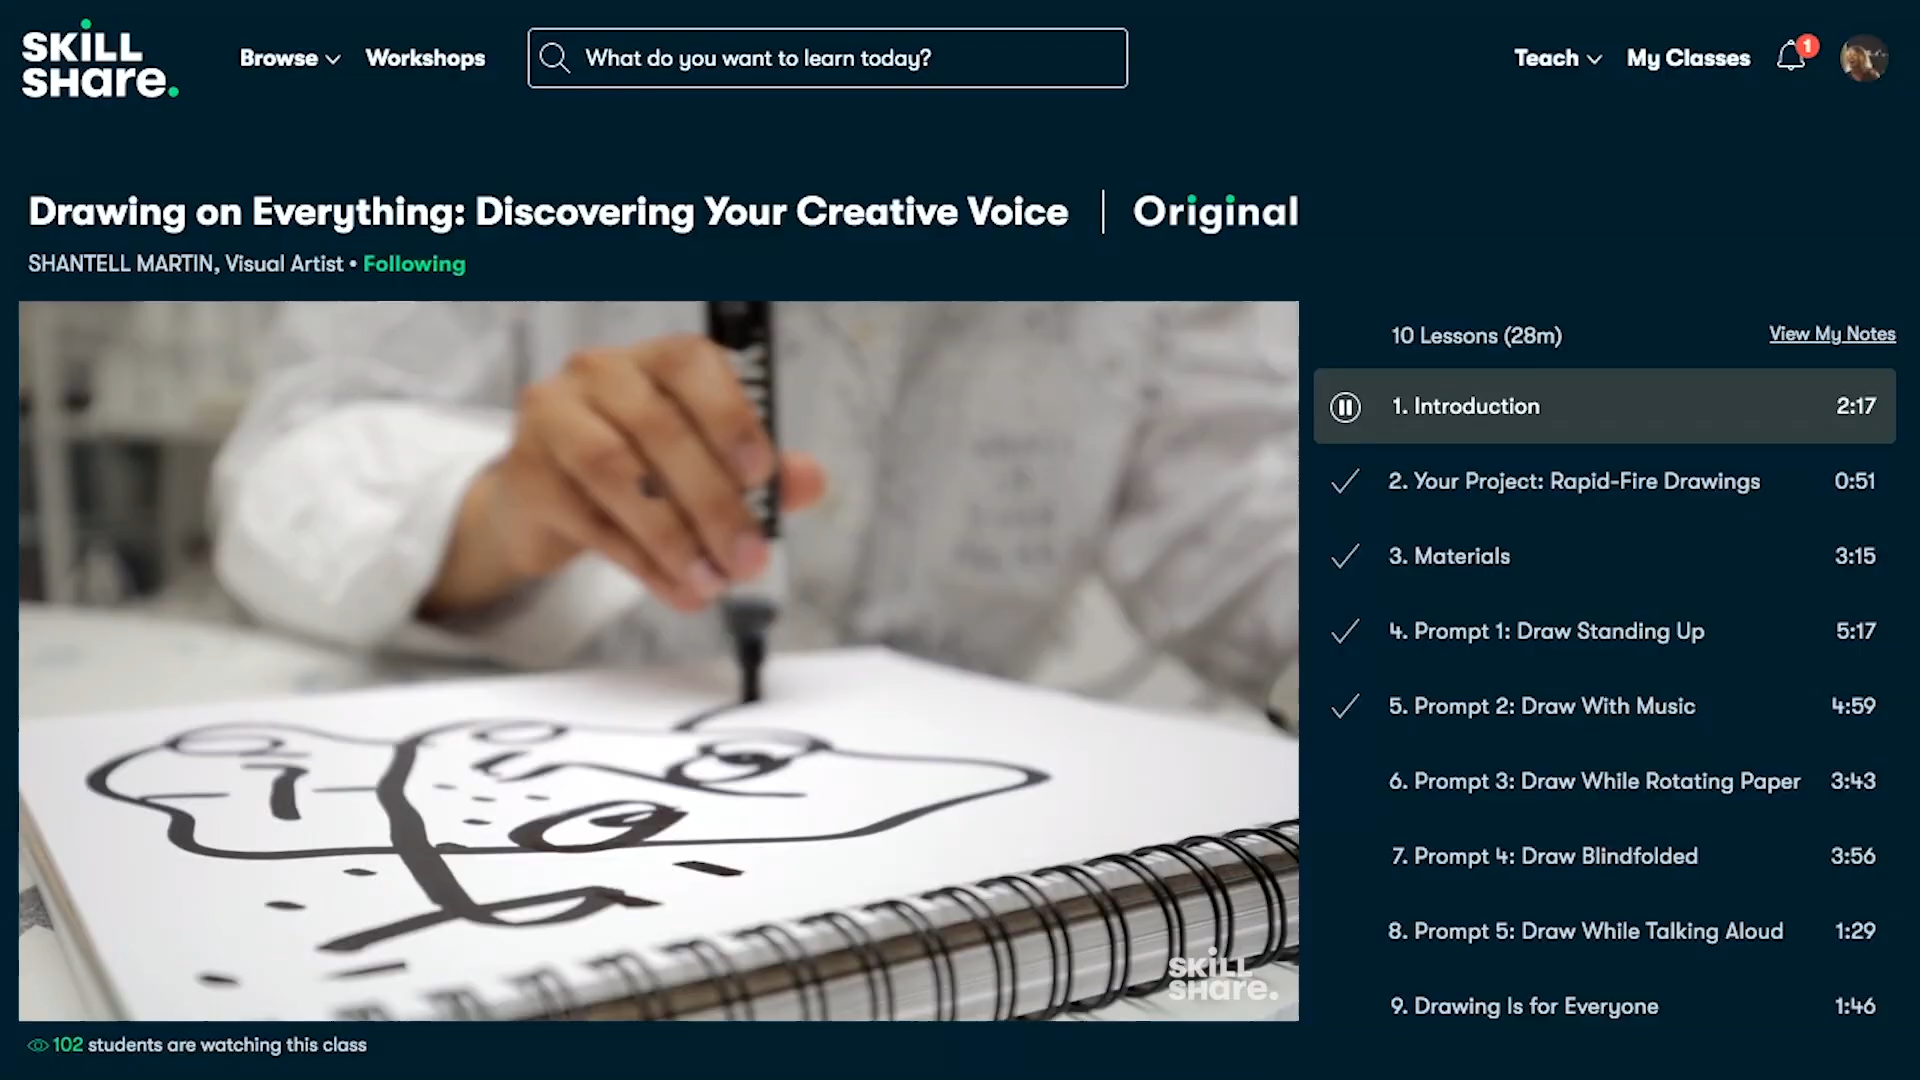 SKILL
SHare.
Browse
Workshops
What do you want to learn today?
Teach
My Classes
1
Drawing on Everything: Discovering Your Creative Voice | Original
SHANTELL MARTIN, Visual Artist • Following
10 Lessons (28m)
View My Notes
1. Introduction 2:17
2. Your Project: Rapid-Fire Drawings 0:51
3. Materials 3:15
4. Prompt 1: Draw Standing Up 5:17
5. Prompt 2: Draw With Music 4:59
6. Prompt 3: Draw While Rotating Paper 3:43
7. Prompt 4: Draw Blindfolded 3:56
8. Prompt 5: Draw While Talking Aloud 1:29
9. Drawing Is for Everyone 1:46
SKILL
SHare.
102 students are watching this class